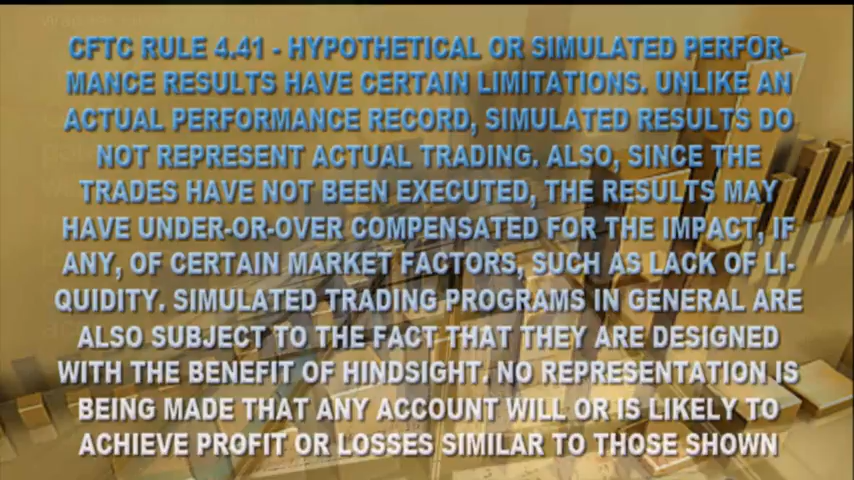 CFTC RULE 4.41 - HYPOTHETICAL OR SIMULATED PERFOR-
MANCE RESULTS HAVE CERTAIN LIMITATIONS. UNLIKE AN
ACTUAL PERFORMANCE RECORD, SIMULATED RESULTS DO
NOT REPRESENT ACTUAL TRADING. ALSO, SINCE THE
TRADES HAVE NOT BEEN EXECUTED, THE RESULTS MAY
HAVE UNDER-OR-OVER COMPENSATED FOR THE IMPACT, IF
ANY, OF CERTAIN MARKET FACTORS, SUCH AS LACK OF LI-
QUIDITY. SIMULATED TRADING PROGRAMS IN GENERAL ARE
ALSO SUBJECT TO THE FACT THAT THEY ARE DESIGNED
WITH THE BENEFIT OF HINDSIGHT. NO REPRESENTATION IS
BEING MADE THAT ANY ACCOUNT WILL OR IS LIKELY TO
ACHIEVE PROFIT OR LOSSES SIMILAR TO THOSE SHOWN